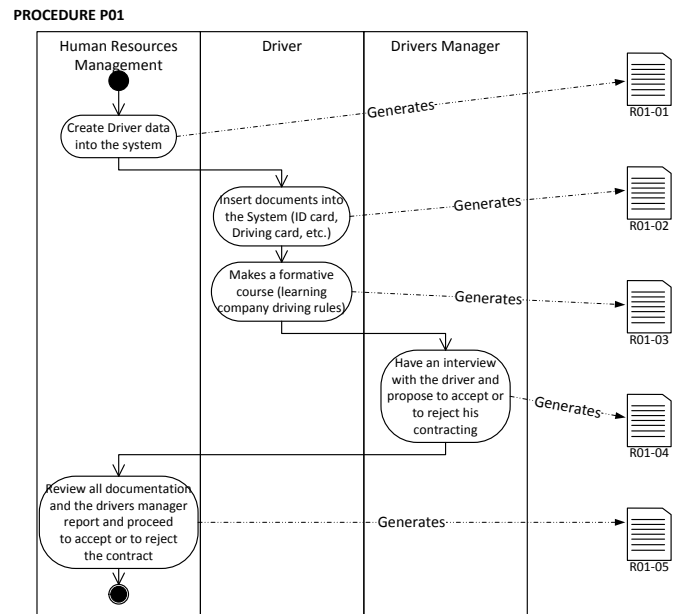 PROCEDURE P01
Human Resources
Management
Driver
Drivers Manager
Create Driver data
into the system
Generates
R01-01
Insert documents into
the System (ID card,
Driving card, etc.)
Generates
R01-02
Makes a formative
course (learning
company driving rules)
Generates
R01-03
Have an interview
with the driver and
propose to accept or
to reject his
contracting
Generates
R01-04
Review all documentation
and the drivers manager
report and proceed
to accept or to reject
the contract
Generates
R01-05